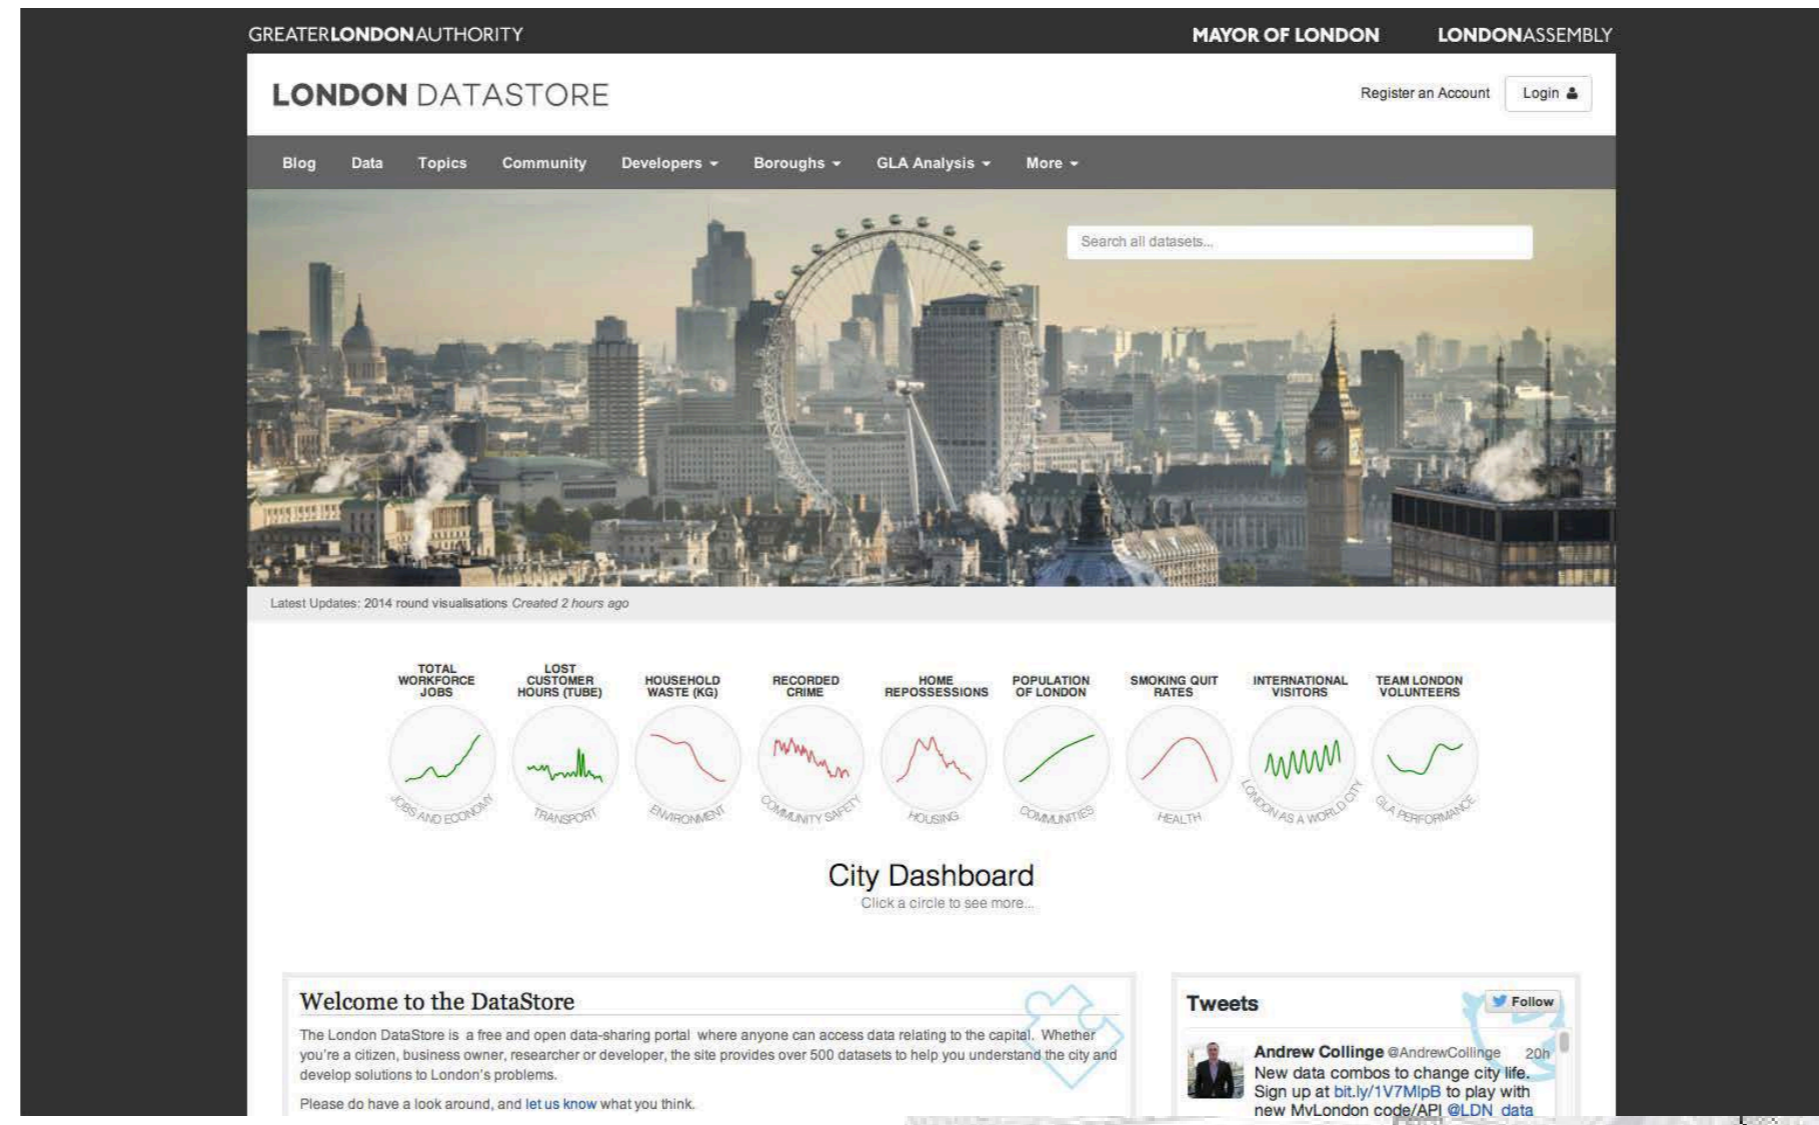 GREATERLONDONAUTHORITY
MAYOR OF LONDON LONDONASSEMBLY
LONDON DATASTORE
Register an Account Login
Blog Data Topics Community Developers Boroughs GLA Analysis More
Search all datasets...
Latest Updates: 2014 round visualisations Created 2 hours ago
TOTAL
WORKFORCE
JOBS
JOBS AND ECONOMY
LOST
CUSTOMER
HOURS (TUBE)
TRANSPORT
HOUSEHOLD
WASTE (KG)
ENVIRONMENT
RECORDED
CRIME
COMMUNITY SAFETY
HOME
REPOSSESSIONS
HOUSING
POPULATION
OF LONDON
COMMUNITIES
SMOKING QUIT
RATES
HEALTH
INTERNATIONAL
VISITORS
LONDON AS A WORLD CITY
TEAM LONDON
VOLUNTEERS
GLA PERFORMANCE
City Dashboard
Click a circle to see more...
Welcome to the DataStore
The London DataStore is a free and open data-sharing portal where anyone can access data relating to the capital. Whether
you're a citizen, business owner, researcher or developer, the site provides over 500 datasets to help you understand the city and
develop solutions to London's problems.
Please do have a look around, and let us know what you think.
Tweets
Follow
Andrew Collinge @AndrewCollinge 20h
New data combos to change city life.
Sign up at bit.ly/1V7MlpB to play with
new MyLondon code/API @LDN_data